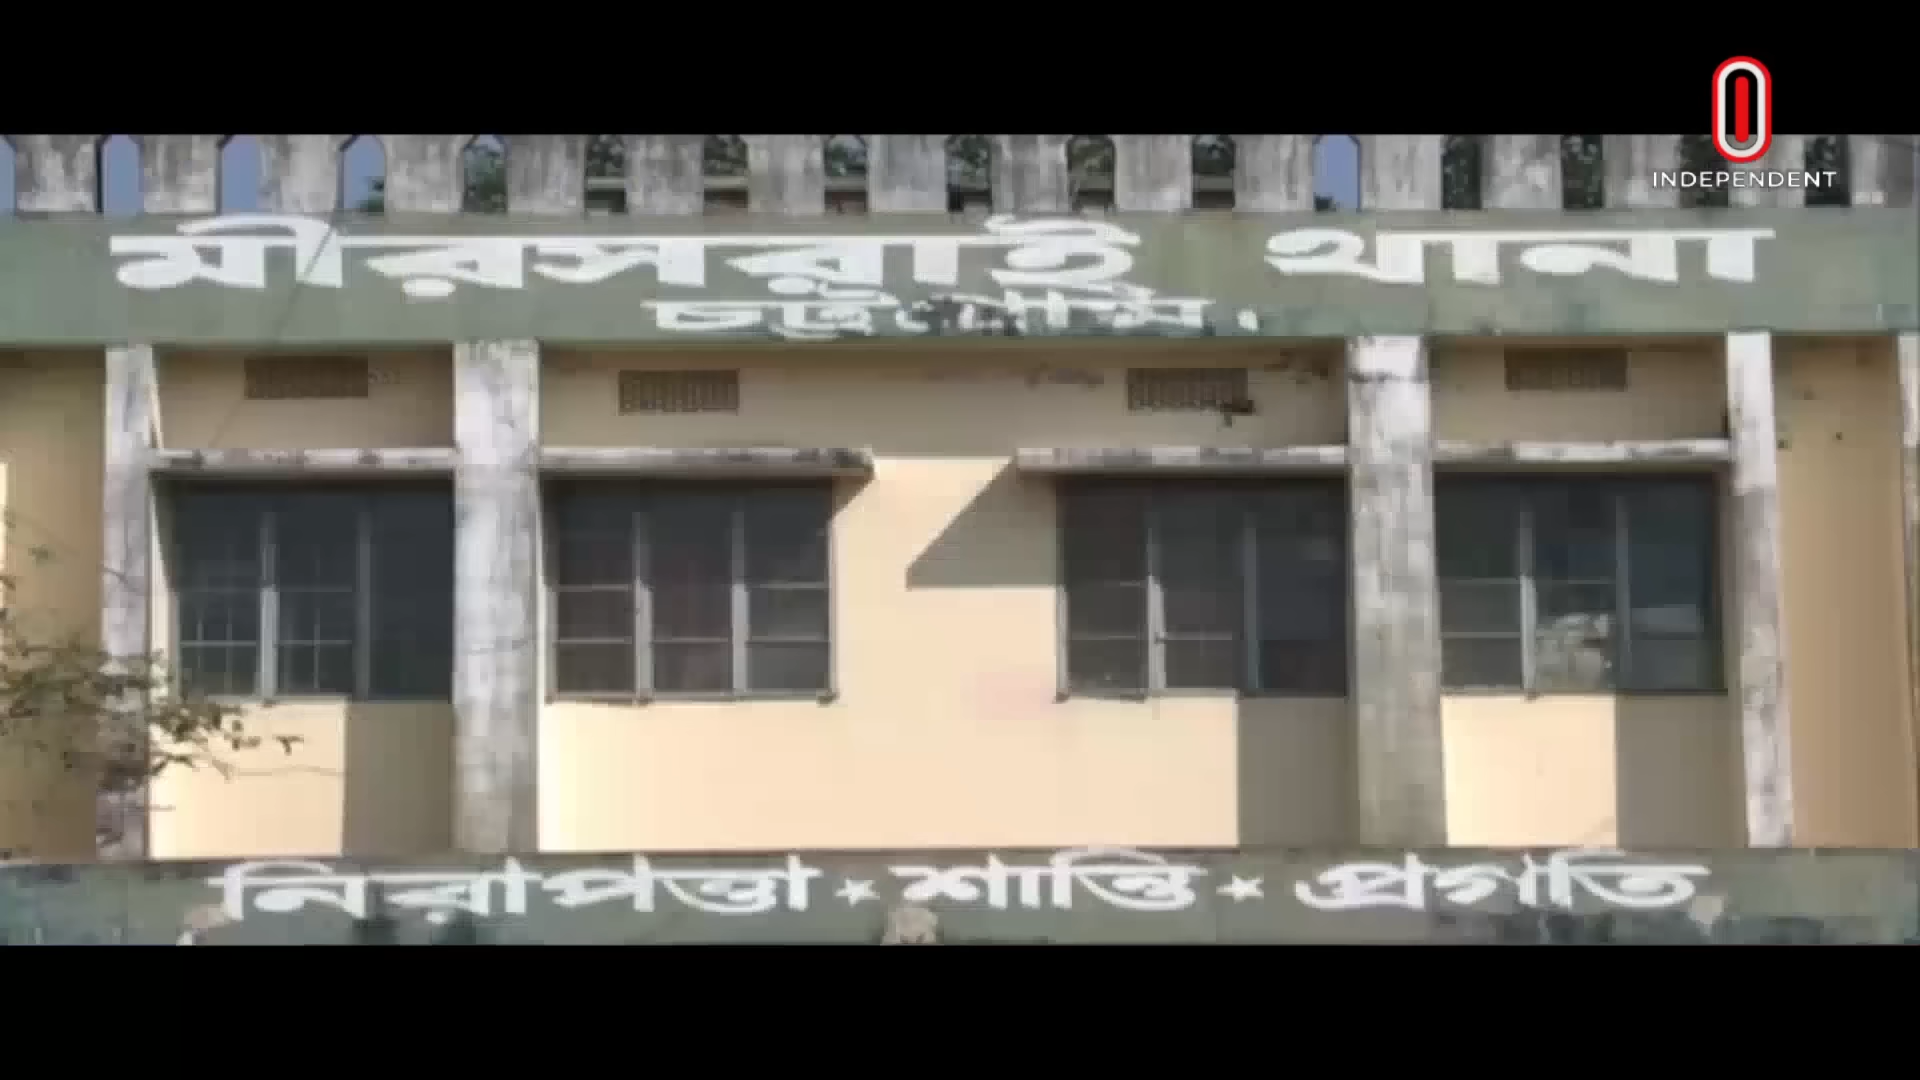 INDEPENDENT
মীরসরাই থানা
চট্টগ্রাম।
নিরাপত্তা ★ শান্তি ★ প্রগতি